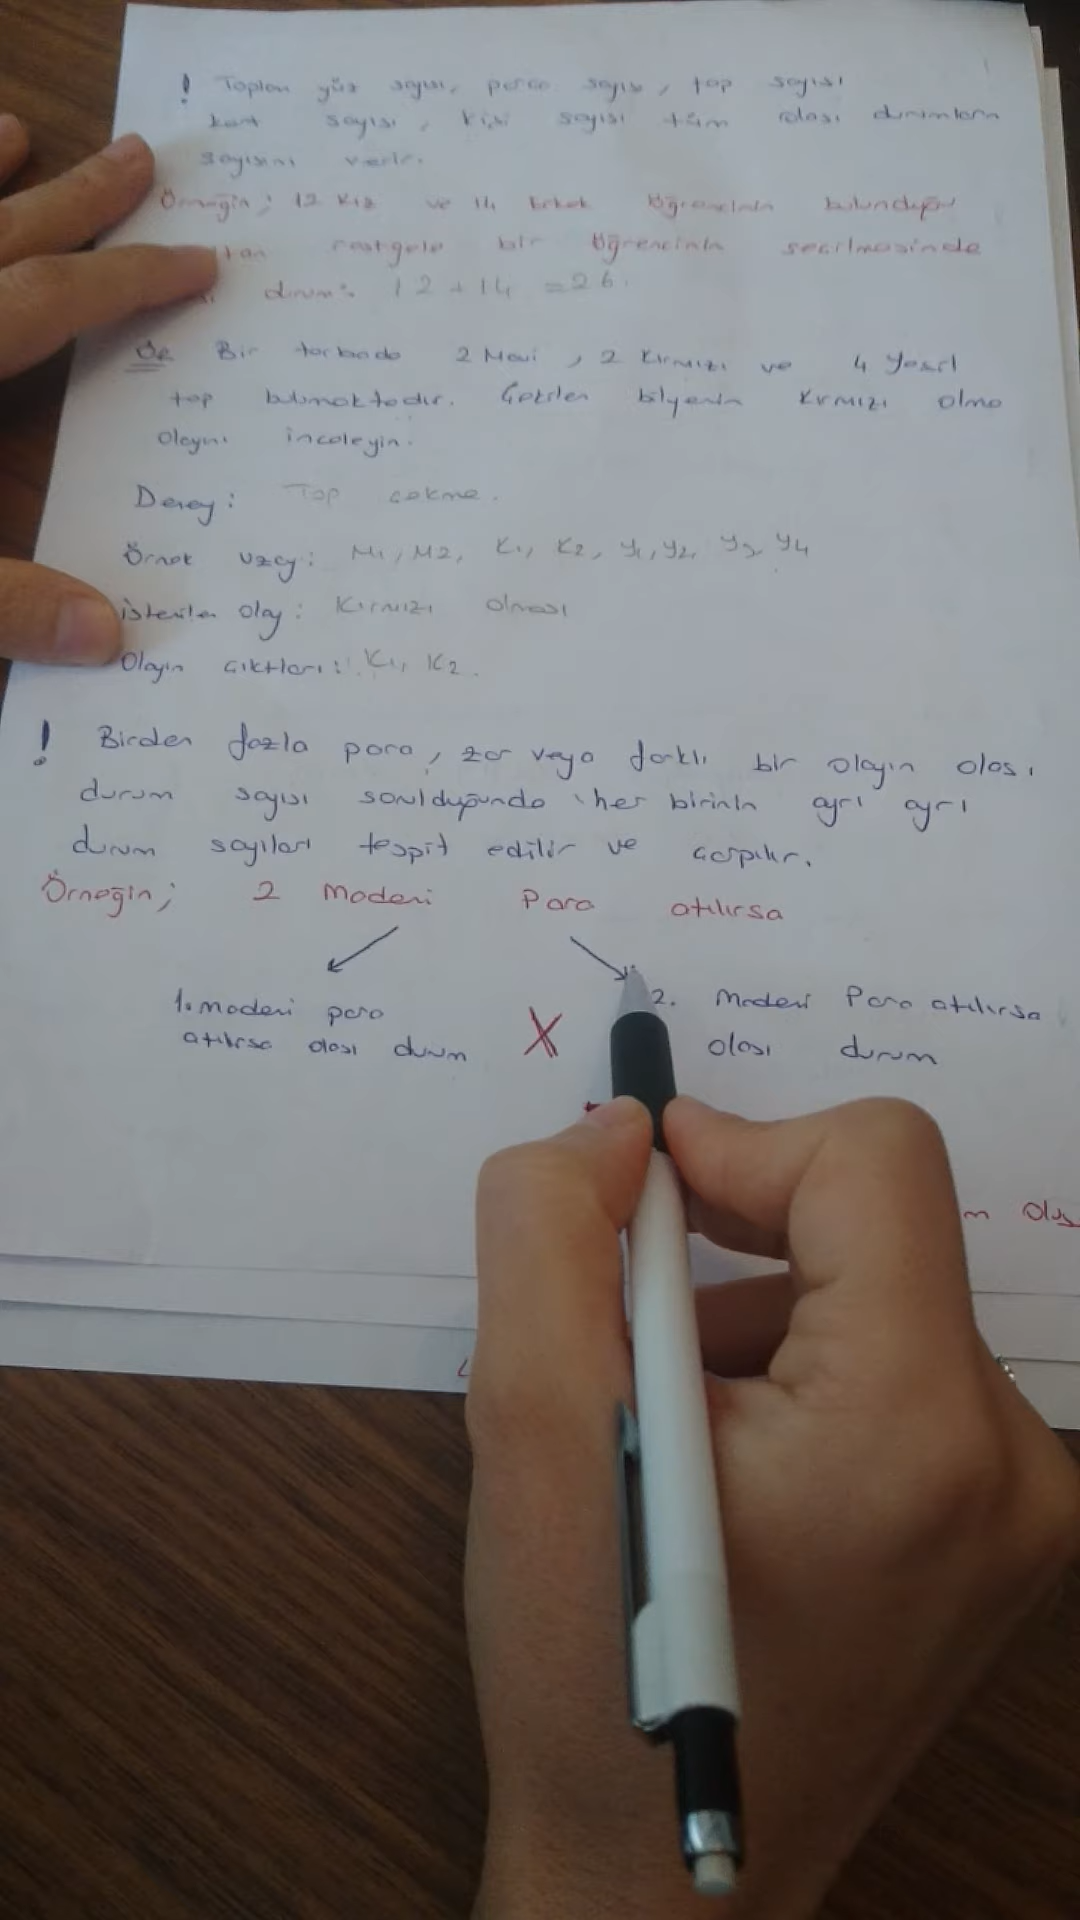 ! Toplam yüz sayısı, para sayısı, top sayısı
kart sayısı, kişi sayısı tüm olası durumların
sayısını verir.
Örneğin; 12 kız ve 14 Erkek öğrencinin bulunduğu
rastgele bir öğrencinin seçilmesinde
durum: 12 + 14 = 26.
Ör Bir torbada 2 Mavi, 2 Kırmızı ve 4 Yeşil
top bulunmaktadır. Çekilen bilyenin Kırmızı olma
olayını inceleyin.
Deney: Top çekme.
Örnek uzay: M1, M2, K1, K2, Y1, Y2, Y3, Y4
İstenilen olay: Kırmızı olması
Olayın çıktıları: K1, K2.
! Birden fazla para, zar veya farklı bir olayın olası
durum sayısı sorulduğunda her birinin ayrı ayrı
durum sayıları tespit edilir ve çarpılır.
Örneğin; 2 Madeni Para atılırsa
1. madeni para
atılırsa olası durum
X
2. Madeni Para atılırsa
olası durum